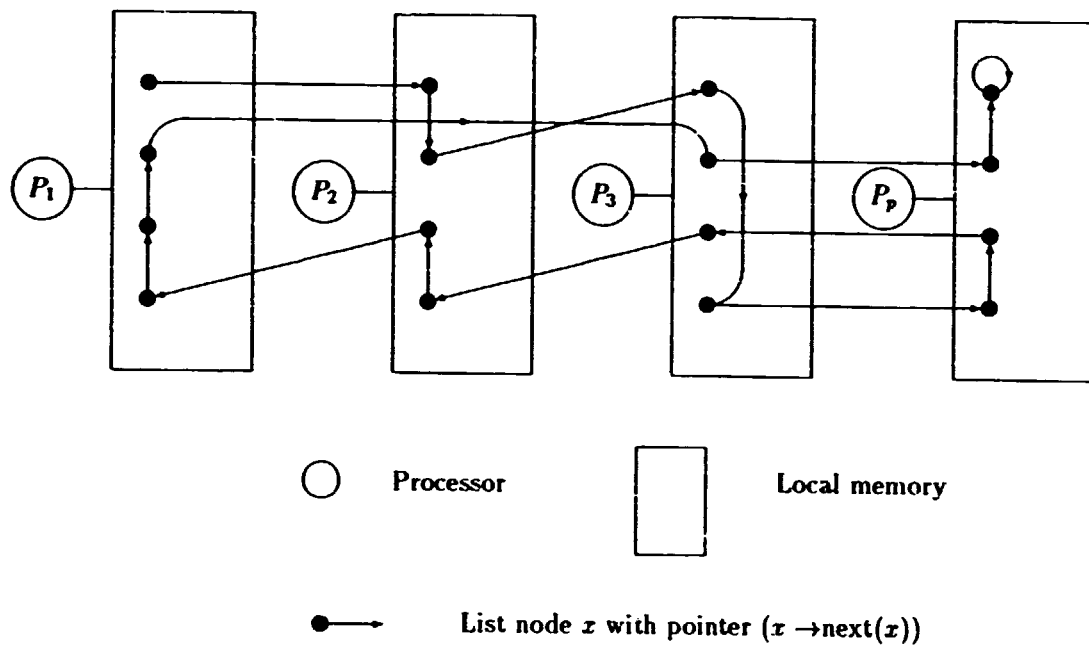 P₁
P₂
P₃
Pₚ
Processor
Local memory
List node x with pointer (x →next(x))